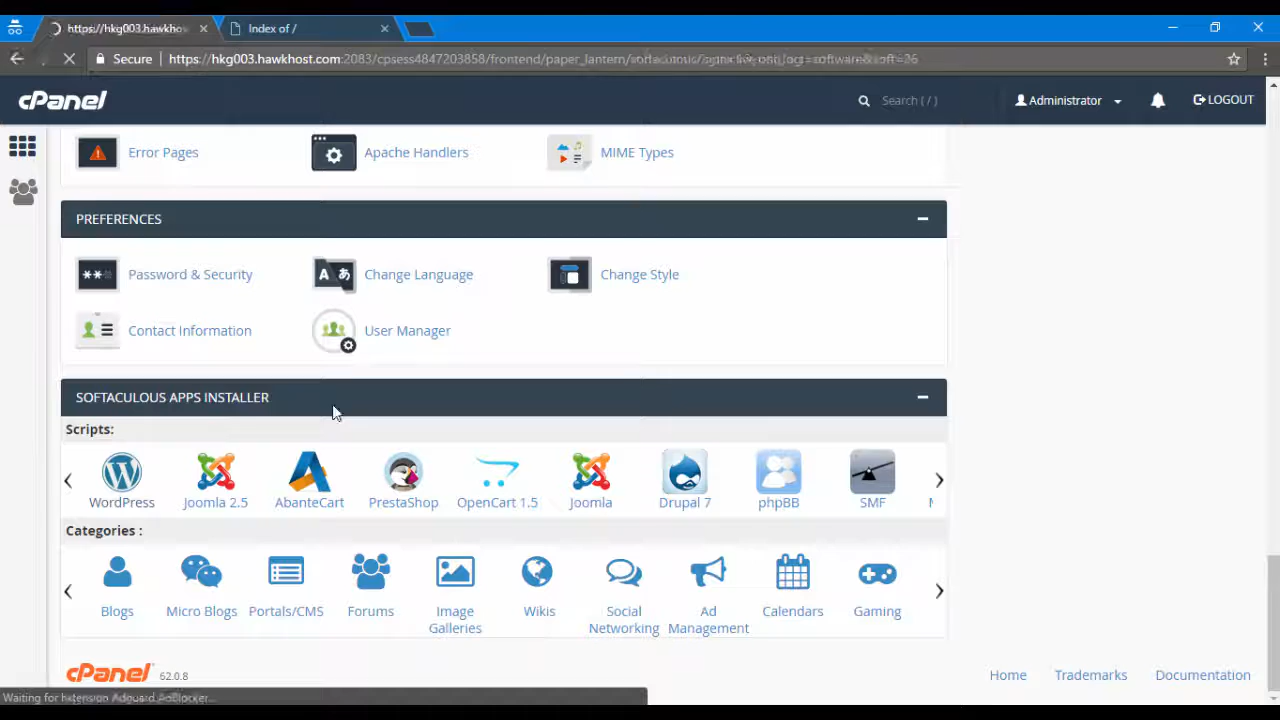 https://hkg003.hawkho
Index of /
Secure
https://hkg003.hawkhost.com:2083/cpsess4847203858/frontend/paper_lantern/
cPanel
Search ( / )
Administrator
LOGOUT
Error Pages
Apache Handlers
MIME Types
PREFERENCES
Password & Security
Change Language
Change Style
Contact Information
User Manager
SOFTACULOUS APPS INSTALLER
Scripts:
WordPress
Joomla 2.5
AbanteCart
PrestaShop
OpenCart 1.5
Joomla
Drupal 7
phpBB
SMF
Categories :
Blogs
Micro Blogs
Portals/CMS
Forums
Image
Galleries
Wikis
Social
Networking
Ad
Management
Calendars
Gaming
cPanel
62.0.8
Home
Trademarks
Documentation
Waiting for